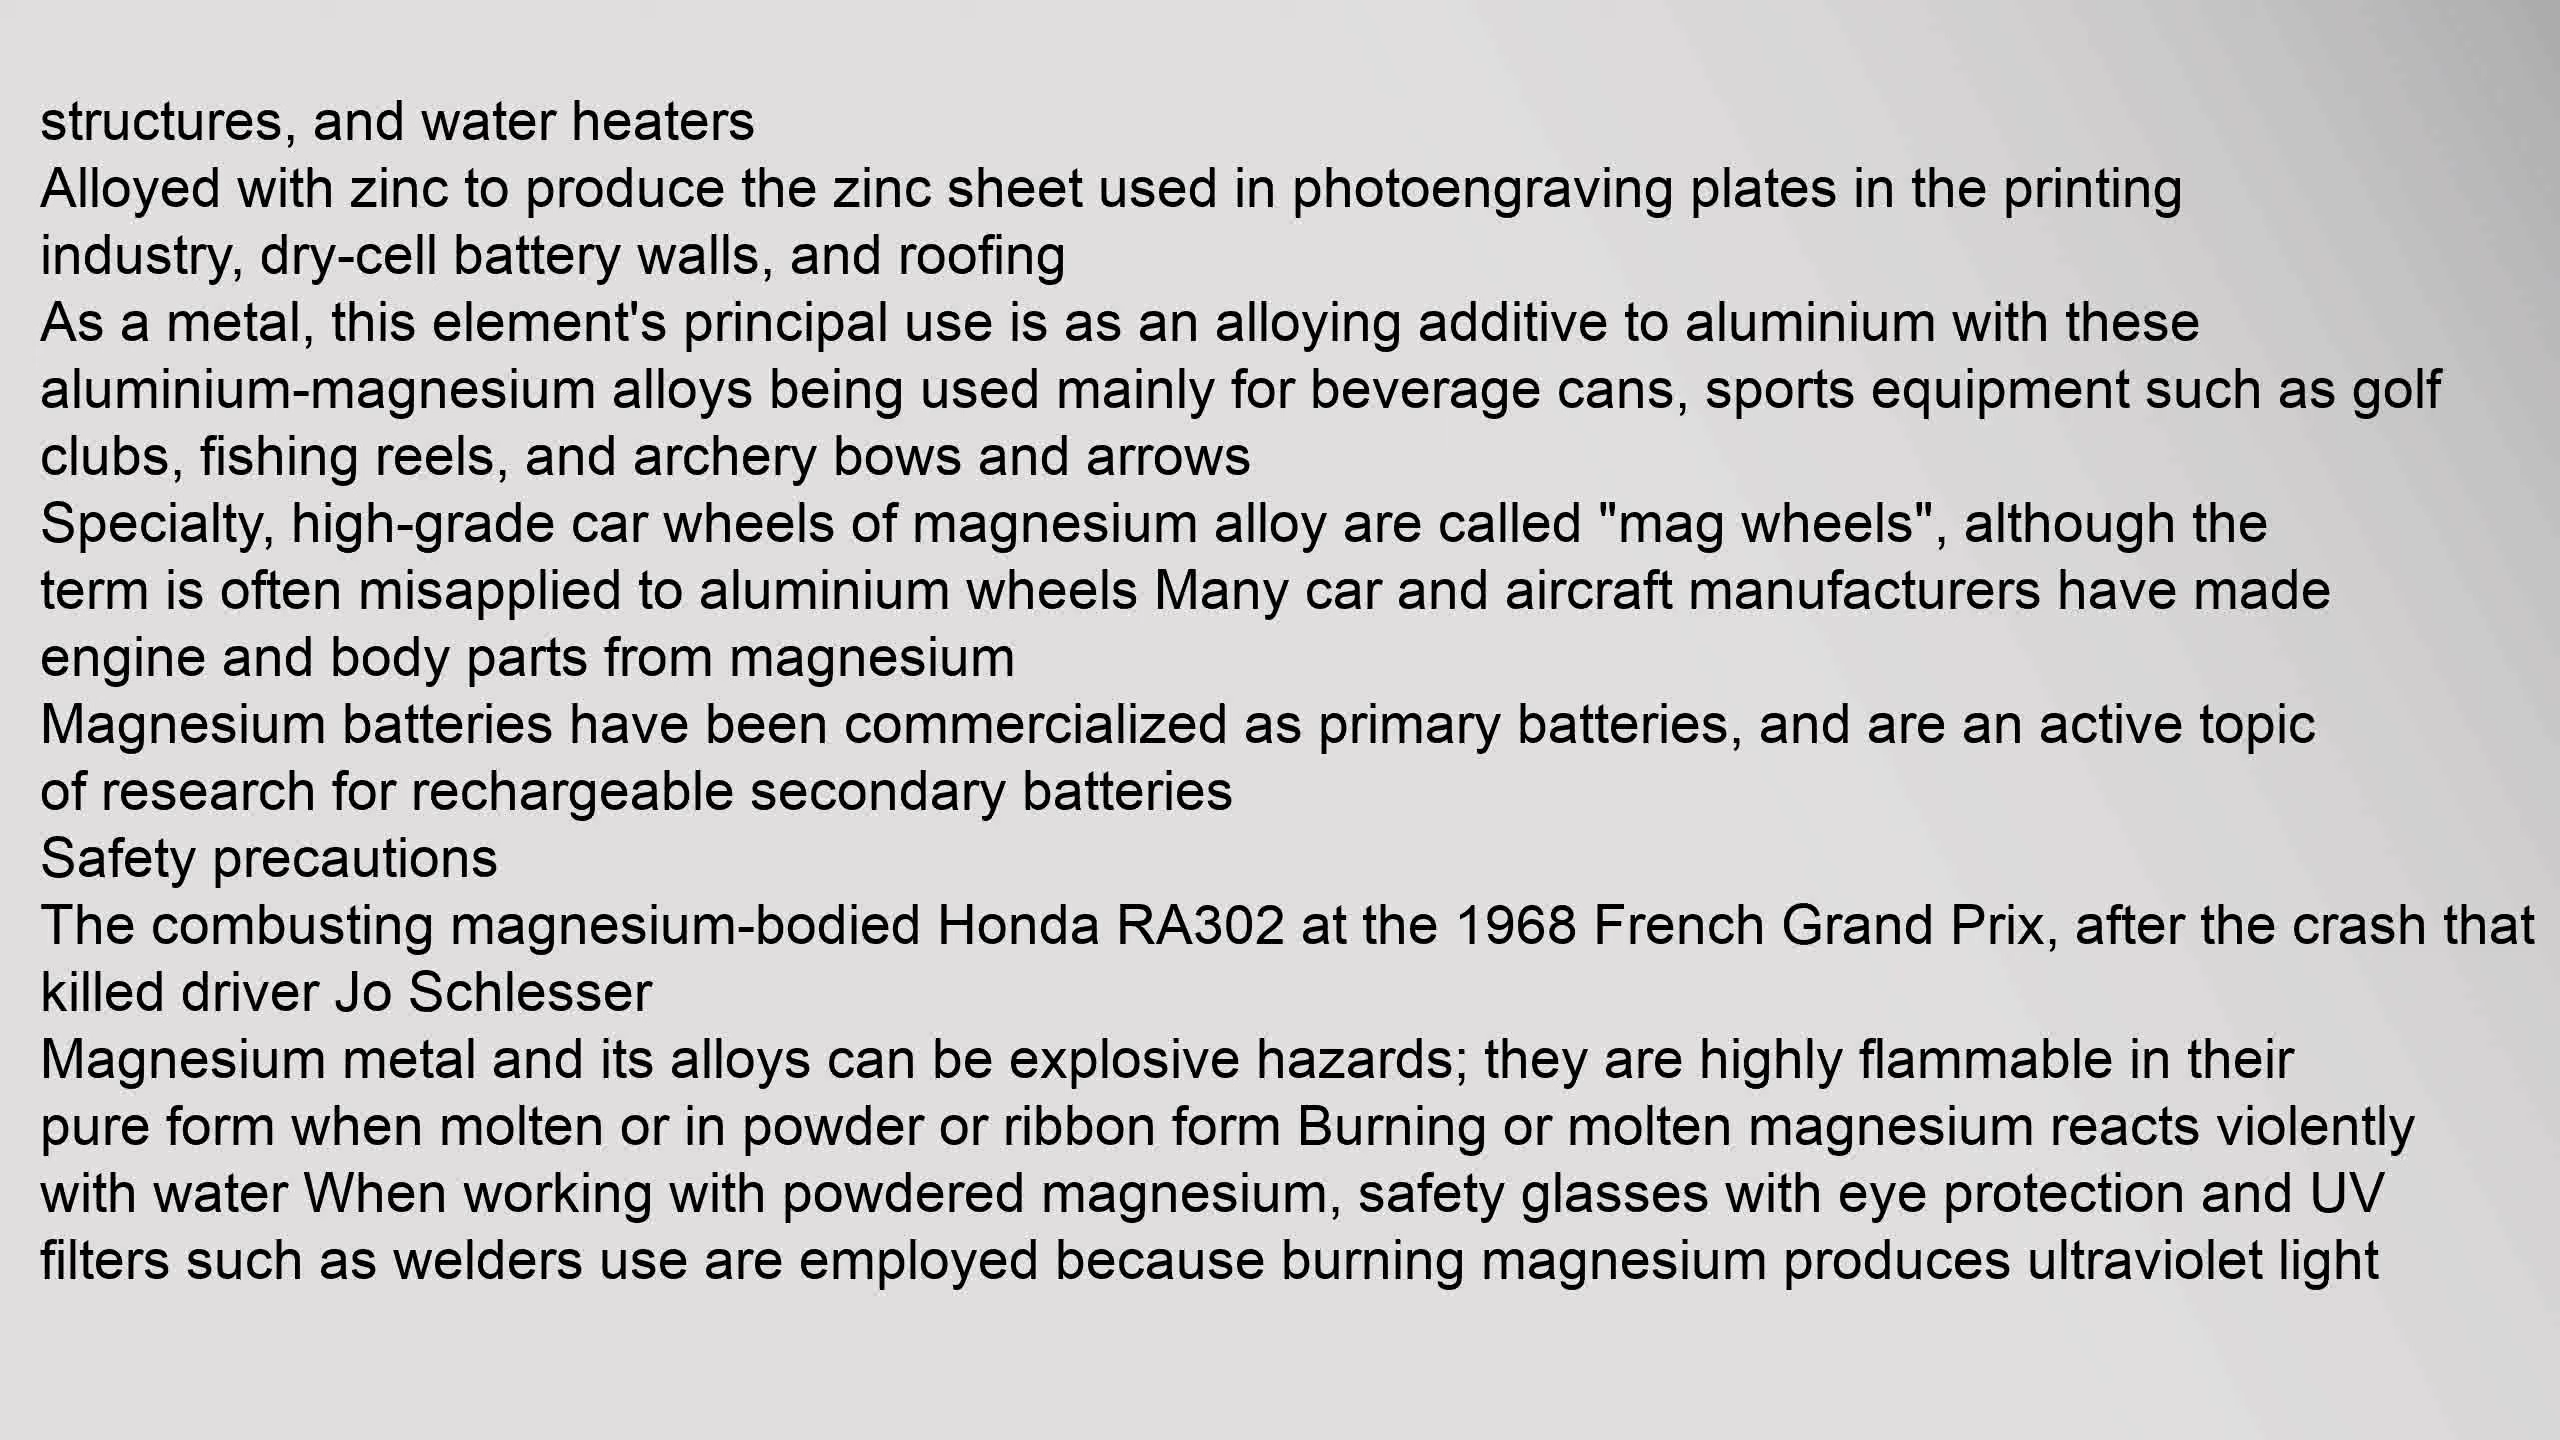 structures, and water heaters
Alloyed with zinc to produce the zinc sheet used in photoengraving plates in the printing
industry, dry-cell battery walls, and roofing
As a metal, this element's principal use is as an alloying additive to aluminium with these
aluminium-magnesium alloys being used mainly for beverage cans, sports equipment such as golf
clubs, fishing reels, and archery bows and arrows
Specialty, high-grade car wheels of magnesium alloy are called "mag wheels", although the
term is often misapplied to aluminium wheels Many car and aircraft manufacturers have made
engine and body parts from magnesium
Magnesium batteries have been commercialized as primary batteries, and are an active topic
of research for rechargeable secondary batteries
Safety precautions
The combusting magnesium-bodied Honda RA302 at the 1968 French Grand Prix, after the crash that
killed driver Jo Schlesser
Magnesium metal and its alloys can be explosive hazards; they are highly flammable in their
pure form when molten or in powder or ribbon form Burning or molten magnesium reacts violently
with water When working with powdered magnesium, safety glasses with eye protection and UV
filters such as welders use are employed because burning magnesium produces ultraviolet light